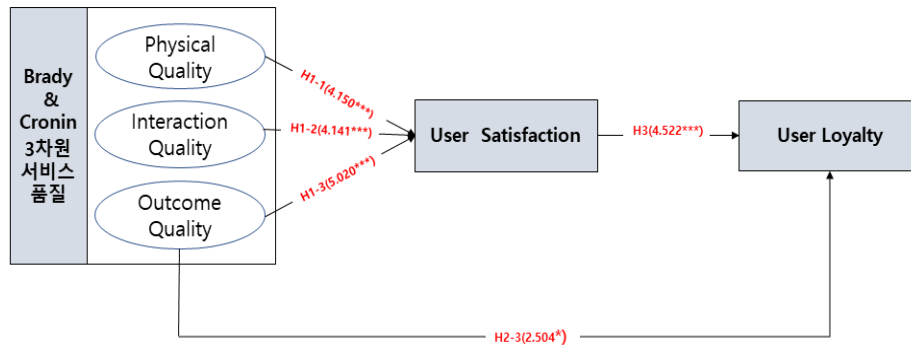 Brady
&
Cronin
3차원
서비스
품질
Physical
Quality
Interaction
Quality
Outcome
Quality
H1-1(4.150***)
H1-2(4.141***)
H1-3(5.020***)
User Satisfaction
H3(4.522***)
User Loyalty
H2-3(2.504*)